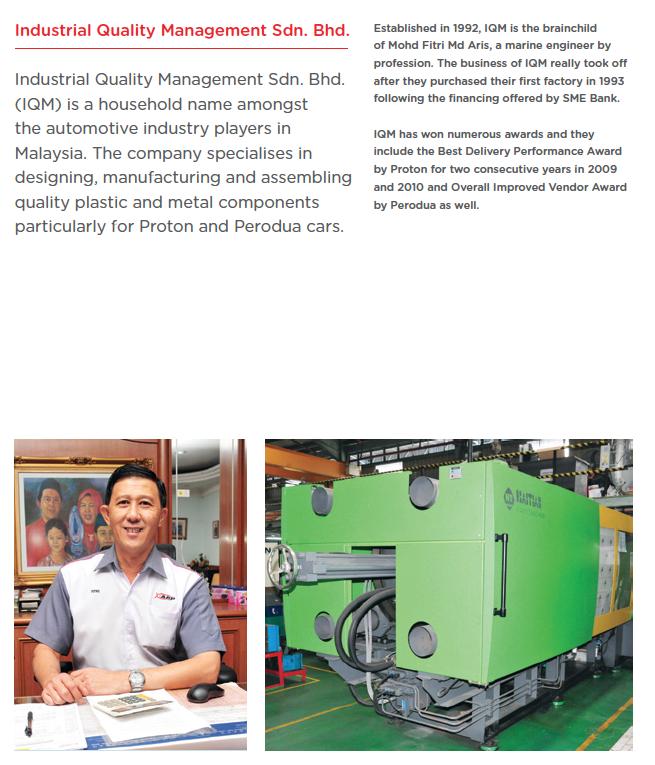 Industrial Quality Management Sdn. Bhd.
Industrial Quality Management Sdn. Bhd.
(IQM) is a household name amongst
the automotive industry players in
Malaysia. The company specialises in
designing, manufacturing and assembling
quality plastic and metal components
particularly for Proton and Perodua cars.
Established in 1992, IQM is the brainchild
of Mohd Fitri Md Aris, a marine engineer by
profession. The business of IQM really took off
after they purchased their first factory in 1993
following the financing offered by SME Bank.
IQM has won numerous awards and they
include the Best Delivery Performance Award
by Proton for two consecutive years in 2009
and 2010 and Overall Improved Vendor Award
by Perodua as well.
HAITIAN